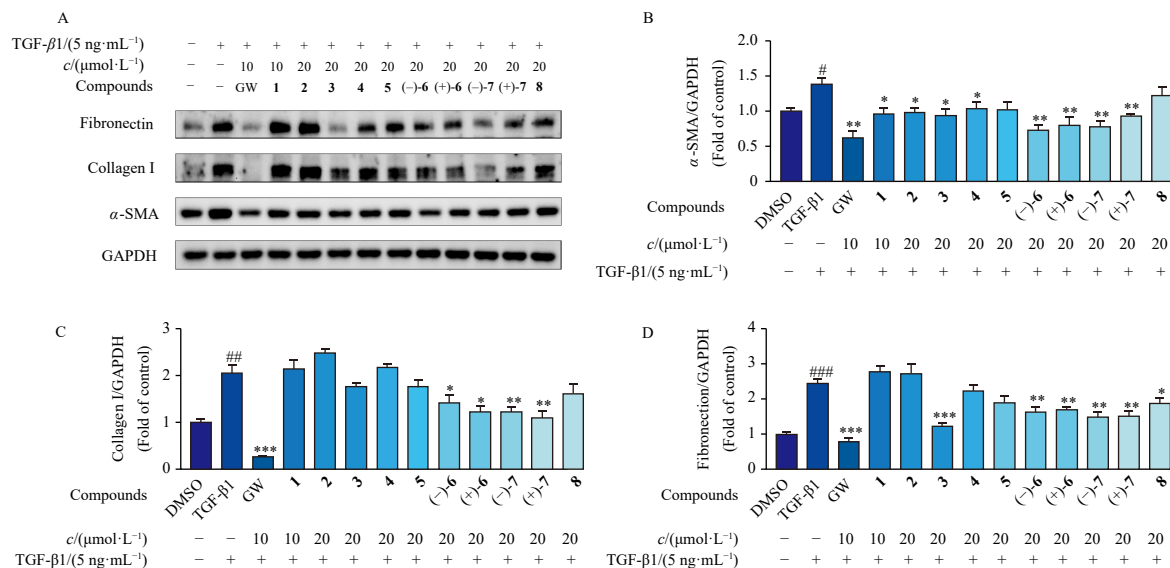 A
TGF-β1/(5 ng·mL⁻¹) − + + + + + + + + + + + +
c/(μmol·L⁻¹) − − 10 10 20 20 20 20 20 20 20 20 20
Compounds − − GW 1 2 3 4 5 (−)-6 (+)-6 (−)-7 (+)-7 8
Fibronectin
Collagen I
α-SMA
GAPDH
B
α-SMA/GAPDH
(Fold of control)
2.0
1.5
1.0
0.5
0
# ** * * * * ** ** ** **
Compounds DMSO TGF-β1 GW 1 2 3 4 5 (−)-6 (+)-6 (−)-7 (+)-7 8
c/(μmol·L⁻¹) − − 10 10 20 20 20 20 20 20 20 20 20
TGF-β1/(5 ng·mL⁻¹) − + + + + + + + + + + + +
C
Collagen I/GAPDH
(Fold of control)
3
2
1
0
## *** * * ** **
Compounds DMSO TGF-β1 GW 1 2 3 4 5 (−)-6 (+)-6 (−)-7 (+)-7 8
c/(μmol·L⁻¹) − − 10 10 20 20 20 20 20 20 20 20 20
TGF-β1/(5 ng·mL⁻¹) − + + + + + + + + + + + +
D
Fibronection/GAPDH
(Fold of control)
4
3
2
1
0
### *** *** ** ** ** ** *
Compounds DMSO TGF-β1 GW 1 2 3 4 5 (−)-6 (+)-6 (−)-7 (+)-7 8
c/(μmol·L⁻¹) − − 10 10 20 20 20 20 20 20 20 20 20
TGF-β1/(5 ng·mL⁻¹) − + + + + + + + + + + + +